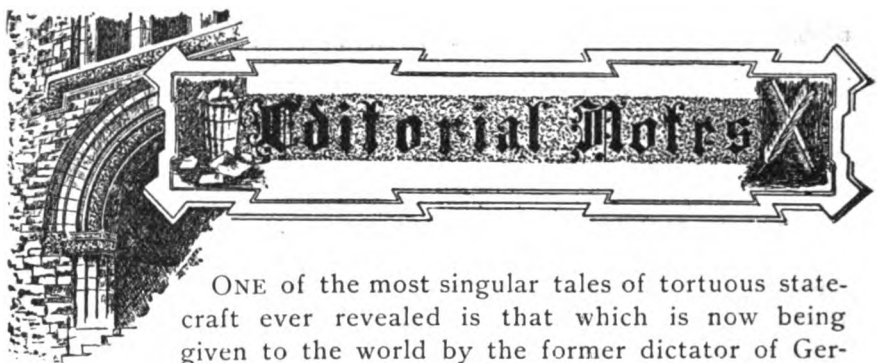 Editorial Notes
ONE of the most singular tales of tortuous state-
craft ever revealed is that which is now being
given to the world by the former dictator of Ger-